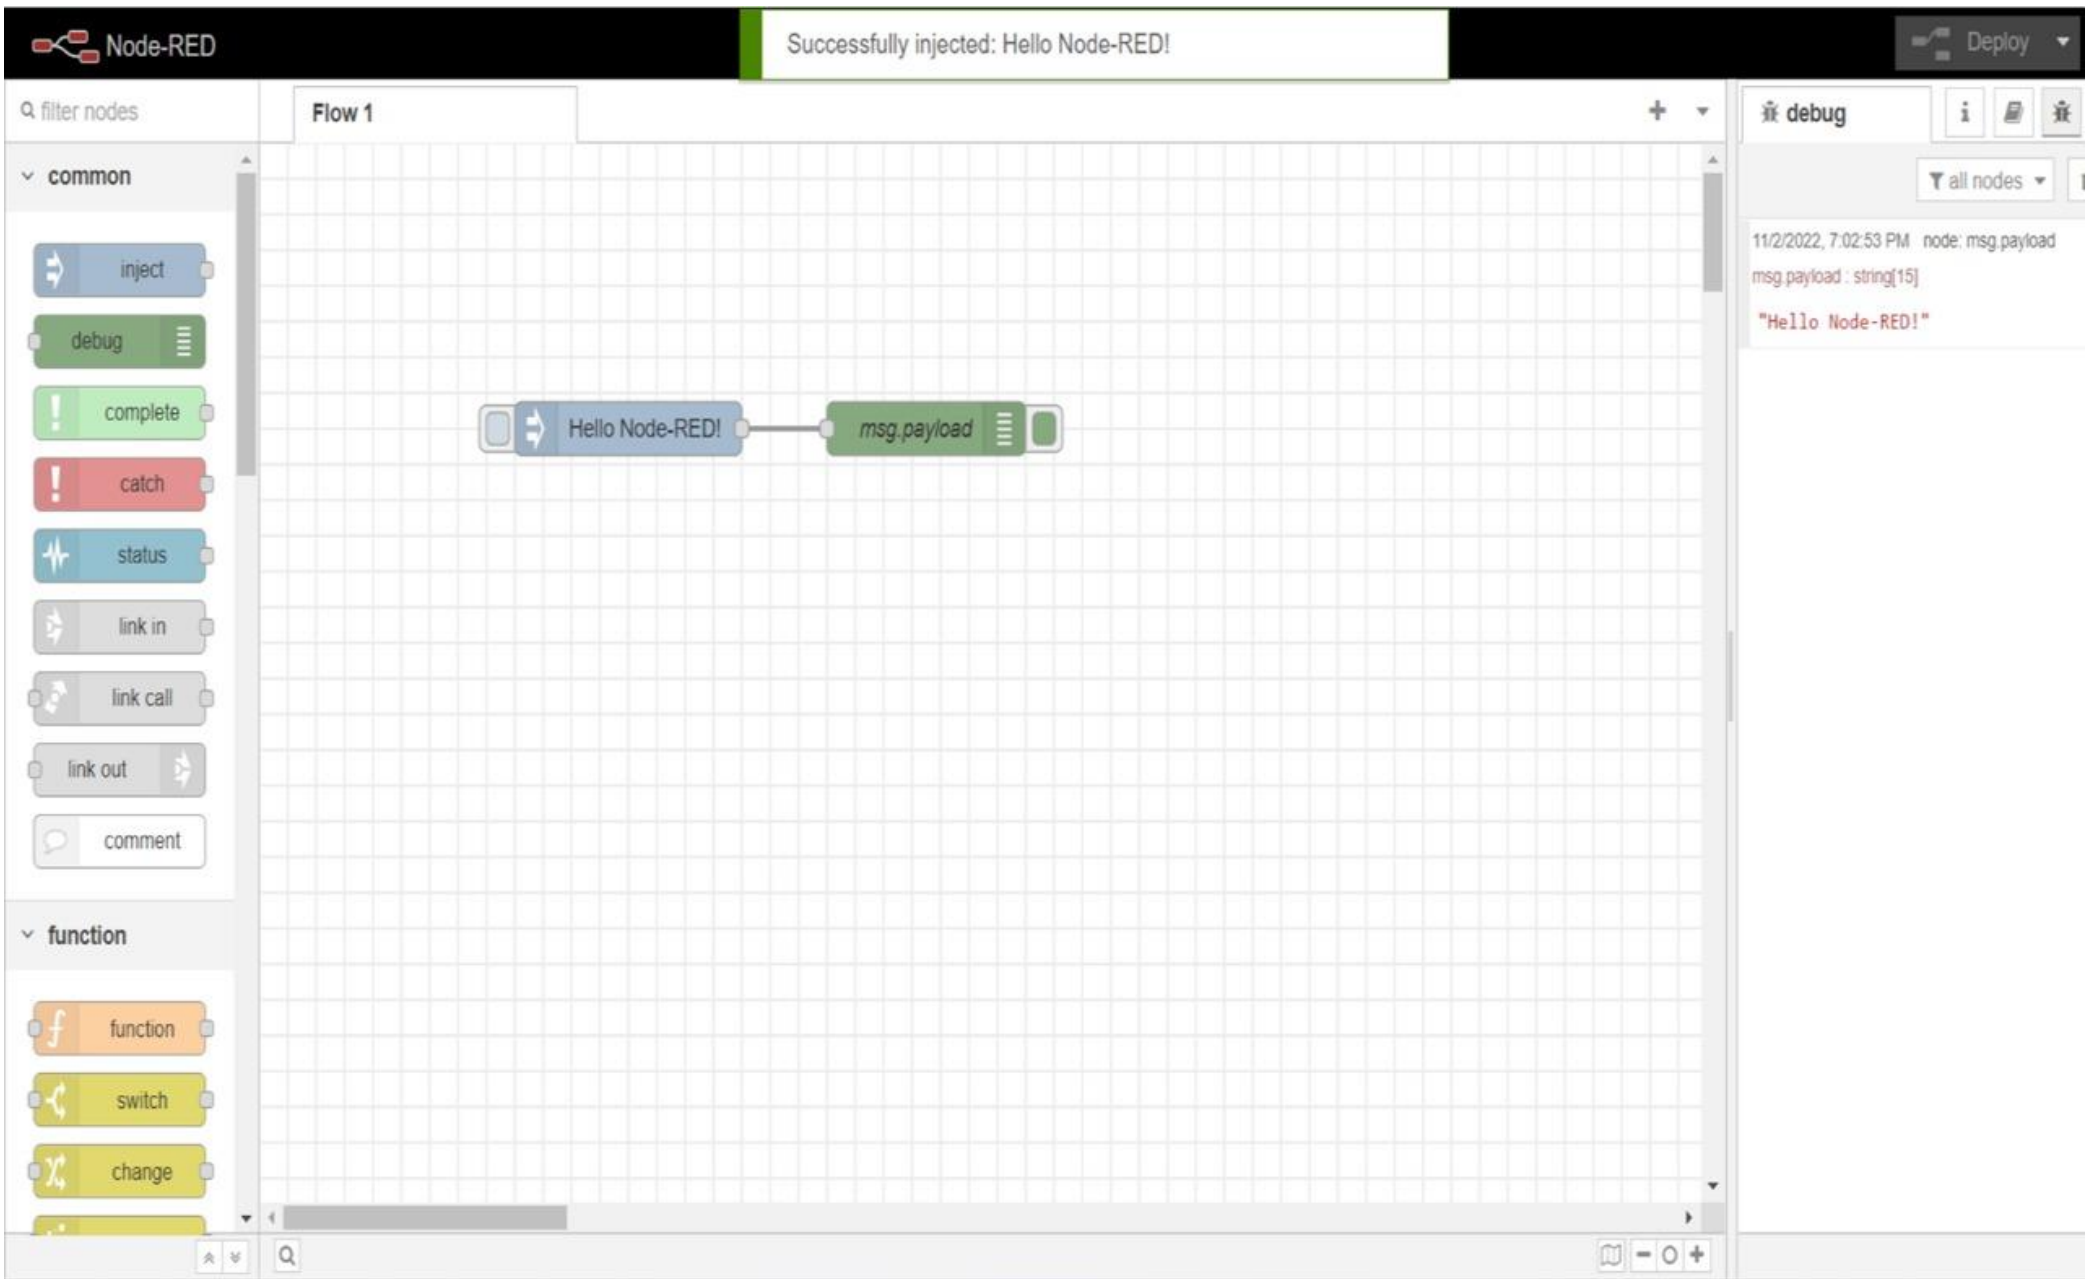 Node-RED
Successfully injected: Hello Node-RED!
Deploy
filter nodes
Flow 1
debug
all nodes
common
inject
debug
complete
catch
status
link in
link call
link out
comment
function
function
switch
change
Hello Node-RED!
msg.payload
11/2/2022, 7:02:53 PM node: msg.payload
msg.payload : string[15]
"Hello Node-RED!"